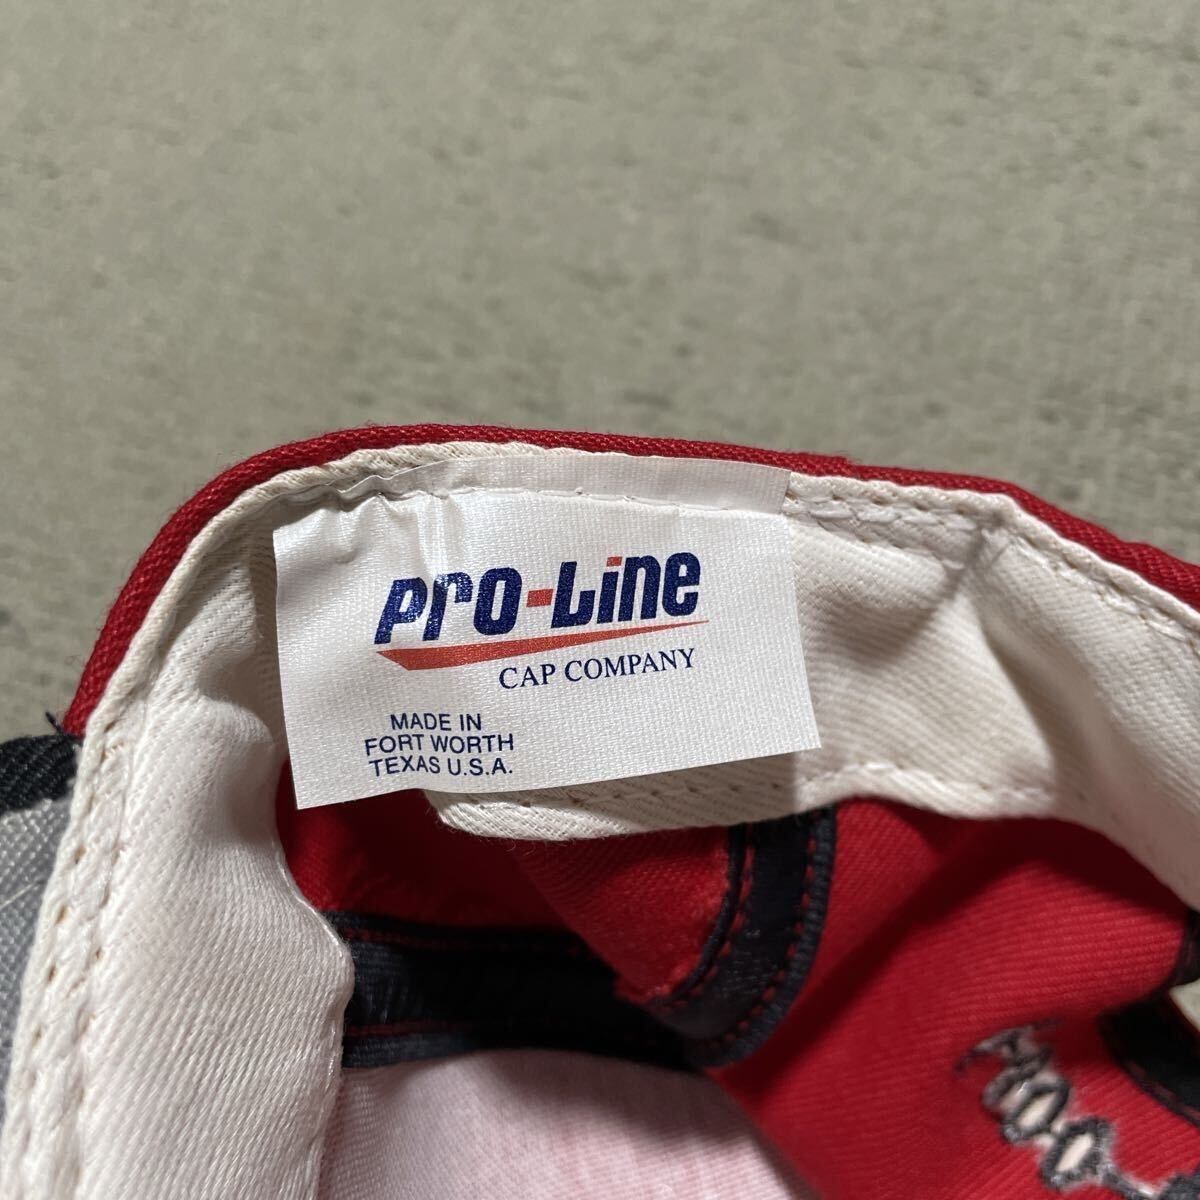 Pro-Line
CAP COMPANY
MADE IN
FORT WORTH
TEXAS U.S.A.